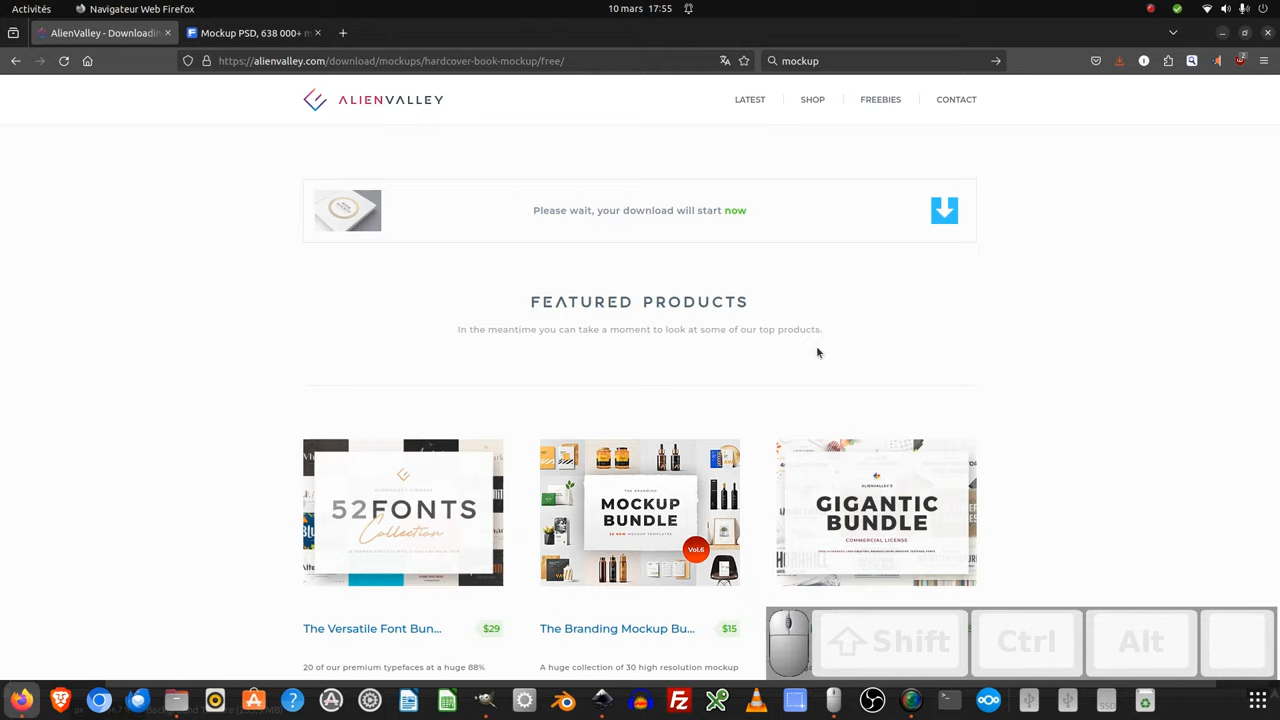 Activités
Navigateur Web Firefox
10 mars 17:55
AlienValley - Downloadin
Mockup PSD, 638 000+ m
https://alienvalley.com/download/mockups/hardcover-book-mockup/free/
mockup
ALIENVALLEY
LATEST
SHOP
FREEBIES
CONTACT
Please wait, your download will start now
FEATURED PRODUCTS
In the meantime you can take a moment to look at some of our top products.
52FONTS
Collection
THE BRANDING
MOCKUP
BUNDLE
Vol.6
ALIENVALLEY'S
GIGANTIC
BUNDLE
COMMERCIAL LICENSE
The Versatile Font Bun...
$29
The Branding Mockup Bu...
$15
20 of our premium typefaces at a huge 88%
A huge collection of 30 high resolution mockup
Shift
Ctrl
Alt